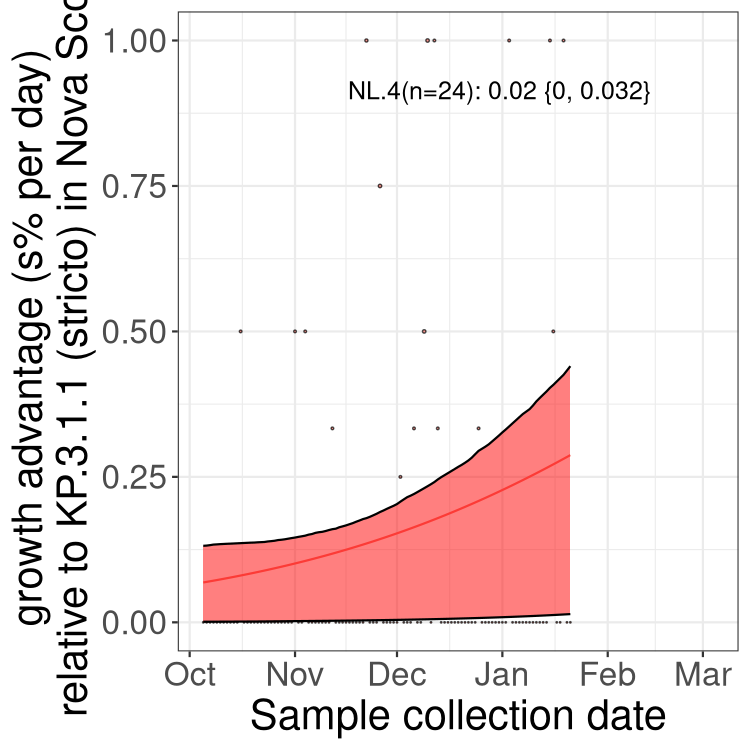 growth advantage (s% per day)
relative to KP.3.1.1 (stricto) in Nova
1.00
0.75
0.50
0.25
0.00
NL.4(n=24): 0.02 {0, 0.032}
Oct Nov Dec Jan Feb Mar
Sample collection date